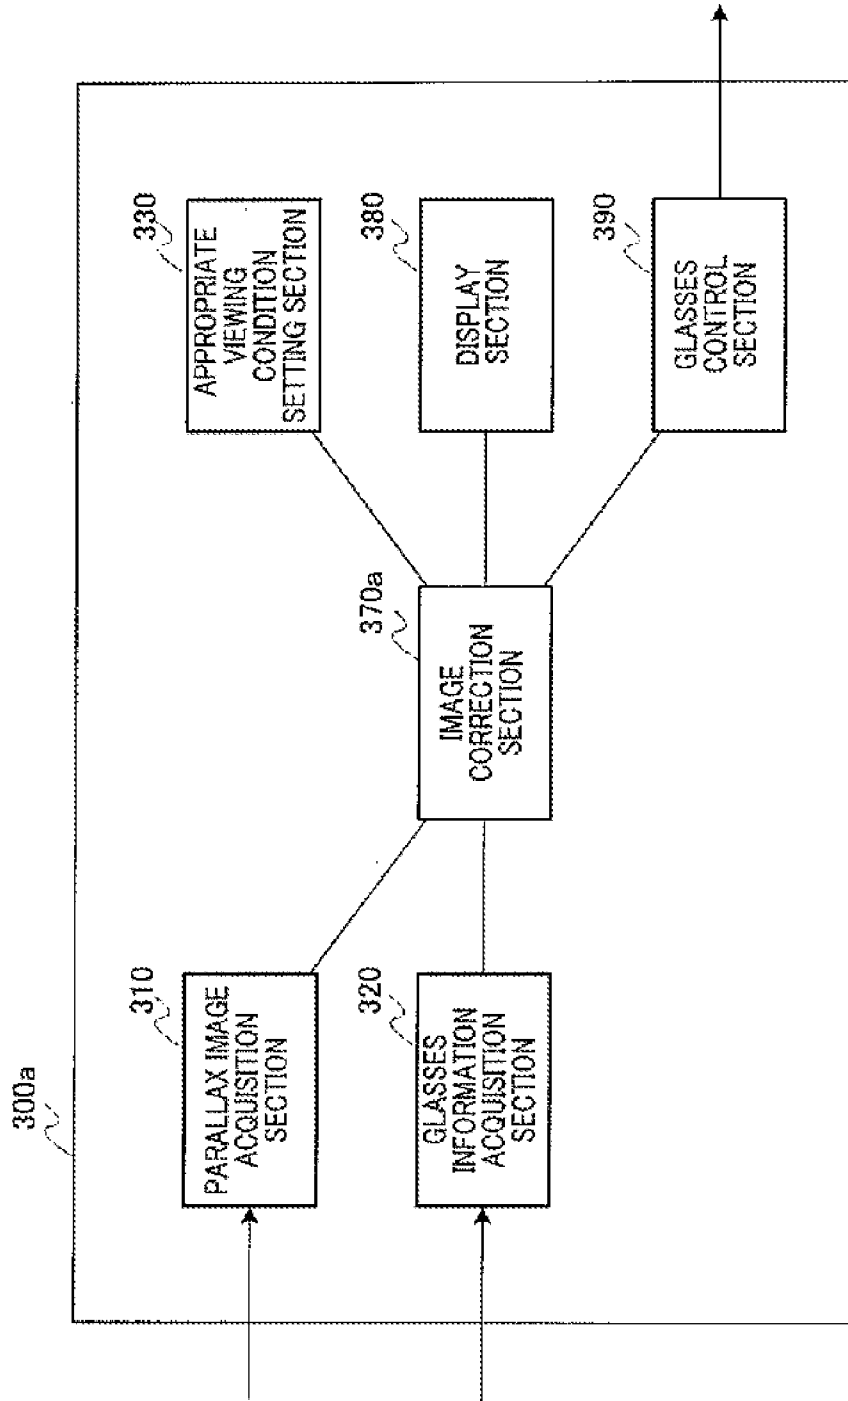 300a
310
PARALLAX IMAGE
ACQUISITION
SECTION
320
GLASSES
INFORMATION
ACQUISITION
SECTION
370a
IMAGE
CORRECTION
SECTION
330
APPROPRIATE
VIEWING
CONDITION
SETTING SECTION
380
DISPLAY
SECTION
390
GLASSES
CONTROL
SECTION